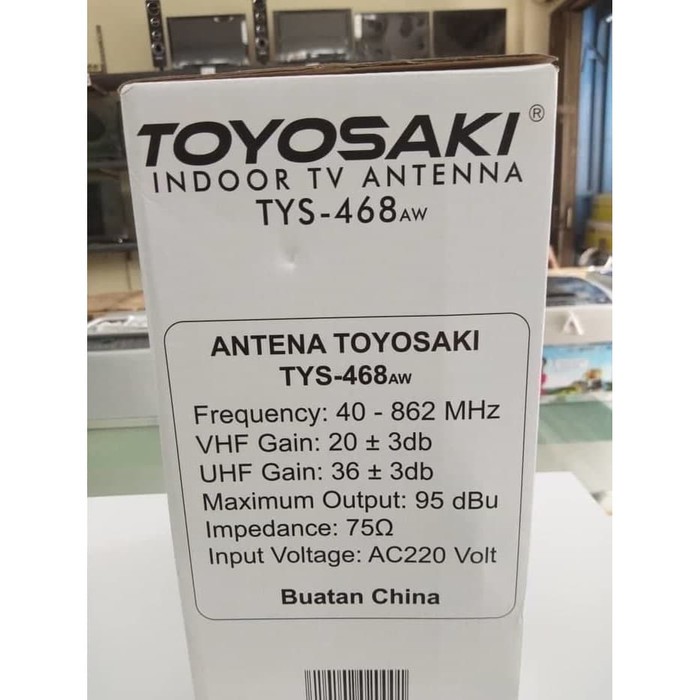 TOYOSAKI ®
INDOOR TV ANTENNA
TYS-468AW
ANTENA TOYOSAKI
TYS-468AW
Frequency: 40 - 862 MHz
VHF Gain: 20 ± 3db
UHF Gain: 36 ± 3db
Maximum Output: 95 dBu
Impedance: 75Ω
Input Voltage: AC220 Volt
Buatan China